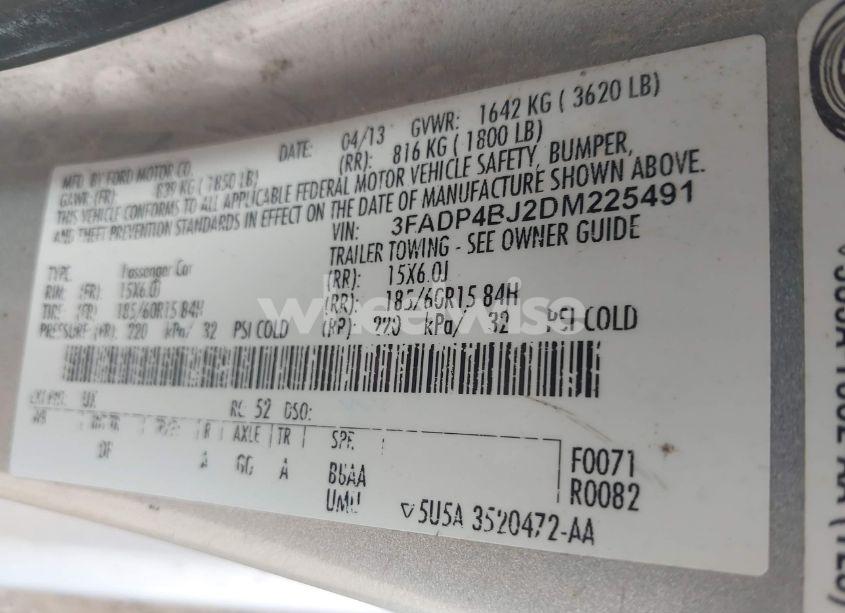 MFD. BY FORD MOTOR CO.
DATE: 04/13 GVWR: 1642 KG ( 3620 LB)
GAWR: (FR): 839 KG ( 1850 LB) (RR): 816 KG ( 1800 LB)
THIS VEHICLE CONFORMS TO ALL APPLICABLE FEDERAL MOTOR VEHICLE SAFETY, BUMPER,
AND THEFT PREVENTION STANDARDS IN EFFECT ON THE DATE OF MANUFACTURE SHOWN ABOVE.
VIN: 3FADP4BJ2DM225491
TRAILER TOWING - SEE OWNER GUIDE
TYPE: Passenger Car
RIM: (FR): 15X6.0J (RR): 15X6.0J
TIRE: (FR): 185/60R15 84H (RR): 185/60R15 84H
PRESSURE 220 kPa/ 32 PSI COLD 220 kPa/ 32 PSI COLD
wheelwise
RC: 52 DSO:
WB R AXLE TR SPR
DF A GG A
UMU
F0071
R0082
5U5A 3520472-AA